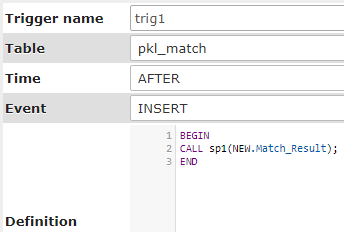 Trigger name trig1
Table pkl_match
Time AFTER
Event INSERT
1 BEGIN
2 CALL sp1(NEW.Match_Result);
3 END
Definition